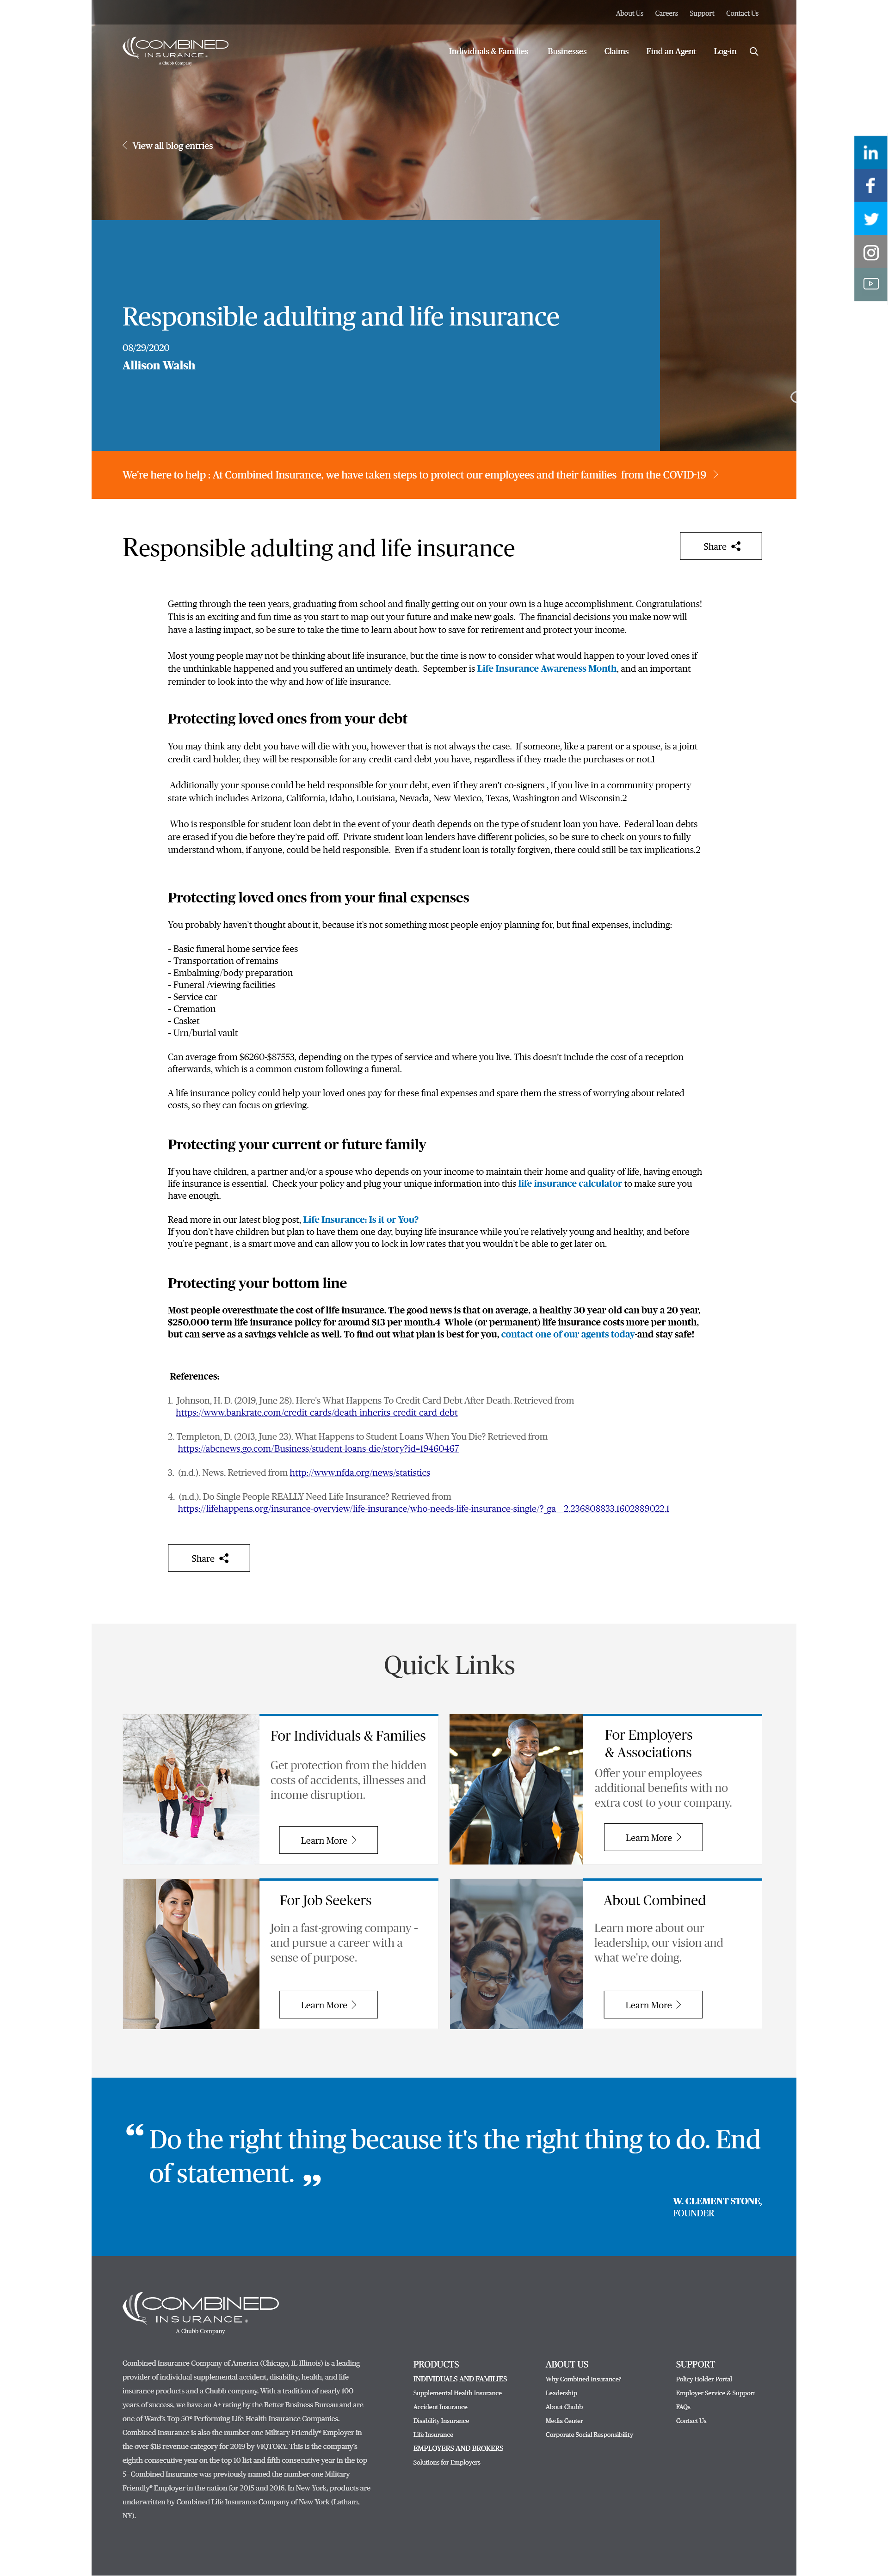 About Us Careers Support Contact Us
COMBINED
INSURANCE®
A Chubb Company
Individuals & Families Businesses Claims Find an Agent Log-in
View all blog entries
Responsible adulting and life insurance
08/29/2020
Allison Walsh
We're here to help : At Combined Insurance, we have taken steps to protect our employees and their families from the COVID-19
Responsible adulting and life insurance
Share
Getting through the teen years, graduating from school and finally getting out on your own is a huge accomplishment. Congratulations!
This is an exciting and fun time as you start to map out your future and make new goals. The financial decisions you make now will
have a lasting impact, so be sure to take the time to learn about how to save for retirement and protect your income.
Most young people may not be thinking about life insurance, but the time is now to consider what would happen to your loved ones if
the unthinkable happened and you suffered an untimely death. September is Life Insurance Awareness Month, and an important
reminder to look into the why and how of life insurance.
Protecting loved ones from your debt
You may think any debt you have will die with you, however that is not always the case. If someone, like a parent or a spouse, is a joint
credit card holder, they will be responsible for any credit card debt you have, regardless if they made the purchases or not.1
Additionally your spouse could be held responsible for your debt, even if they aren't co-signers , if you live in a community property
state which includes Arizona, California, Idaho, Louisiana, Nevada, New Mexico, Texas, Washington and Wisconsin.2
Who is responsible for student loan debt in the event of your death depends on the type of student loan you have. Federal loan debts
are erased if you die before they're paid off. Private student loan lenders have different policies, so be sure to check on yours to fully
understand whom, if anyone, could be held responsible. Even if a student loan is totally forgiven, there could still be tax implications.2
Protecting loved ones from your final expenses
You probably haven't thought about it, because it's not something most people enjoy planning for, but final expenses, including:
- Basic funeral home service fees
- Transportation of remains
- Embalming/body preparation
- Funeral /viewing facilities
- Service car
- Cremation
- Casket
- Urn/burial vault
Can average from $6260-$87553, depending on the types of service and where you live. This doesn't include the cost of a reception
afterwards, which is a common custom following a funeral.
A life insurance policy could help your loved ones pay for these final expenses and spare them the stress of worrying about related
costs, so they can focus on grieving.
Protecting your current or future family
If you have children, a partner and/or a spouse who depends on your income to maintain their home and quality of life, having enough
life insurance is essential. Check your policy and plug your unique information into this life insurance calculator to make sure you
have enough.
Read more in our latest blog post, Life Insurance: Is it or You?
If you don't have children but plan to have them one day, buying life insurance while you're relatively young and healthy, and before
you're pegnant , is a smart move and can allow you to lock in low rates that you wouldn't be able to get later on.
Protecting your bottom line
Most people overestimate the cost of life insurance. The good news is that on average, a healthy 30 year old can buy a 20 year,
$250,000 term life insurance policy for around $13 per month.4 Whole (or permanent) life insurance costs more per month,
but can serve as a savings vehicle as well. To find out what plan is best for you, contact one of our agents today-and stay safe!
References:
1. Johnson, H. D. (2019, June 28). Here's What Happens To Credit Card Debt After Death. Retrieved from
https://www.bankrate.com/credit-cards/death-inherits-credit-card-debt
2. Templeton, D. (2013, June 23). What Happens to Student Loans When You Die? Retrieved from
https://abcnews.go.com/Business/student-loans-die/story?id=19460467
3. (n.d.). News. Retrieved from http://www.nfda.org/news/statistics
4. (n.d.). Do Single People REALLY Need Life Insurance? Retrieved from
https://lifehappens.org/insurance-overview/life-insurance/who-needs-life-insurance-single/?_ga_ 2.236808833.1602889022.1
Share
Quick Links
For Individuals & Families
Get protection from the hidden
costs of accidents, illnesses and
income disruption.
Learn More
For Employers
& Associations
Offer your employees
additional benefits with no
extra cost to your company.
Learn More
For Job Seekers
Join a fast-growing company -
and pursue a career with a
sense of purpose.
Learn More
About Combined
Learn more about our
leadership, our vision and
what we're doing.
Learn More
“ Do the right thing because it's the right thing to do. End
of statement. ”
W. CLEMENT STONE,
FOUNDER
COMBINED
INSURANCE®
A Chubb Company
Combined Insurance Company of America (Chicago, IL Illinois) is a leading
provider of individual supplemental accident, disability, health, and life
insurance products and a Chubb company. With a tradition of nearly 100
years of success, we have an A+ rating by the Better Business Bureau and are
one of Ward's Top 50® Performing Life-Health Insurance Companies.
Combined Insurance is also the number one Military Friendly® Employer in
the over $1B revenue category for 2019 by VIQTORY. This is the company's
eighth consecutive year on the top 10 list and fifth consecutive year in the top
5—Combined Insurance was previously named the number one Military
Friendly® Employer in the nation for 2015 and 2016. In New York, products are
underwritten by Combined Life Insurance Company of New York (Latham,
NY).
PRODUCTS
INDIVIDUALS AND FAMILIES
Supplemental Health Insurance
Accident Insurance
Disability Insurance
Life Insurance
EMPLOYERS AND BROKERS
Solutions for Employers
ABOUT US
Why Combined Insurance?
Leadership
About Chubb
Media Center
Corporate Social Responsibility
SUPPORT
Policy Holder Portal
Employer Service & Support
FAQs
Contact Us